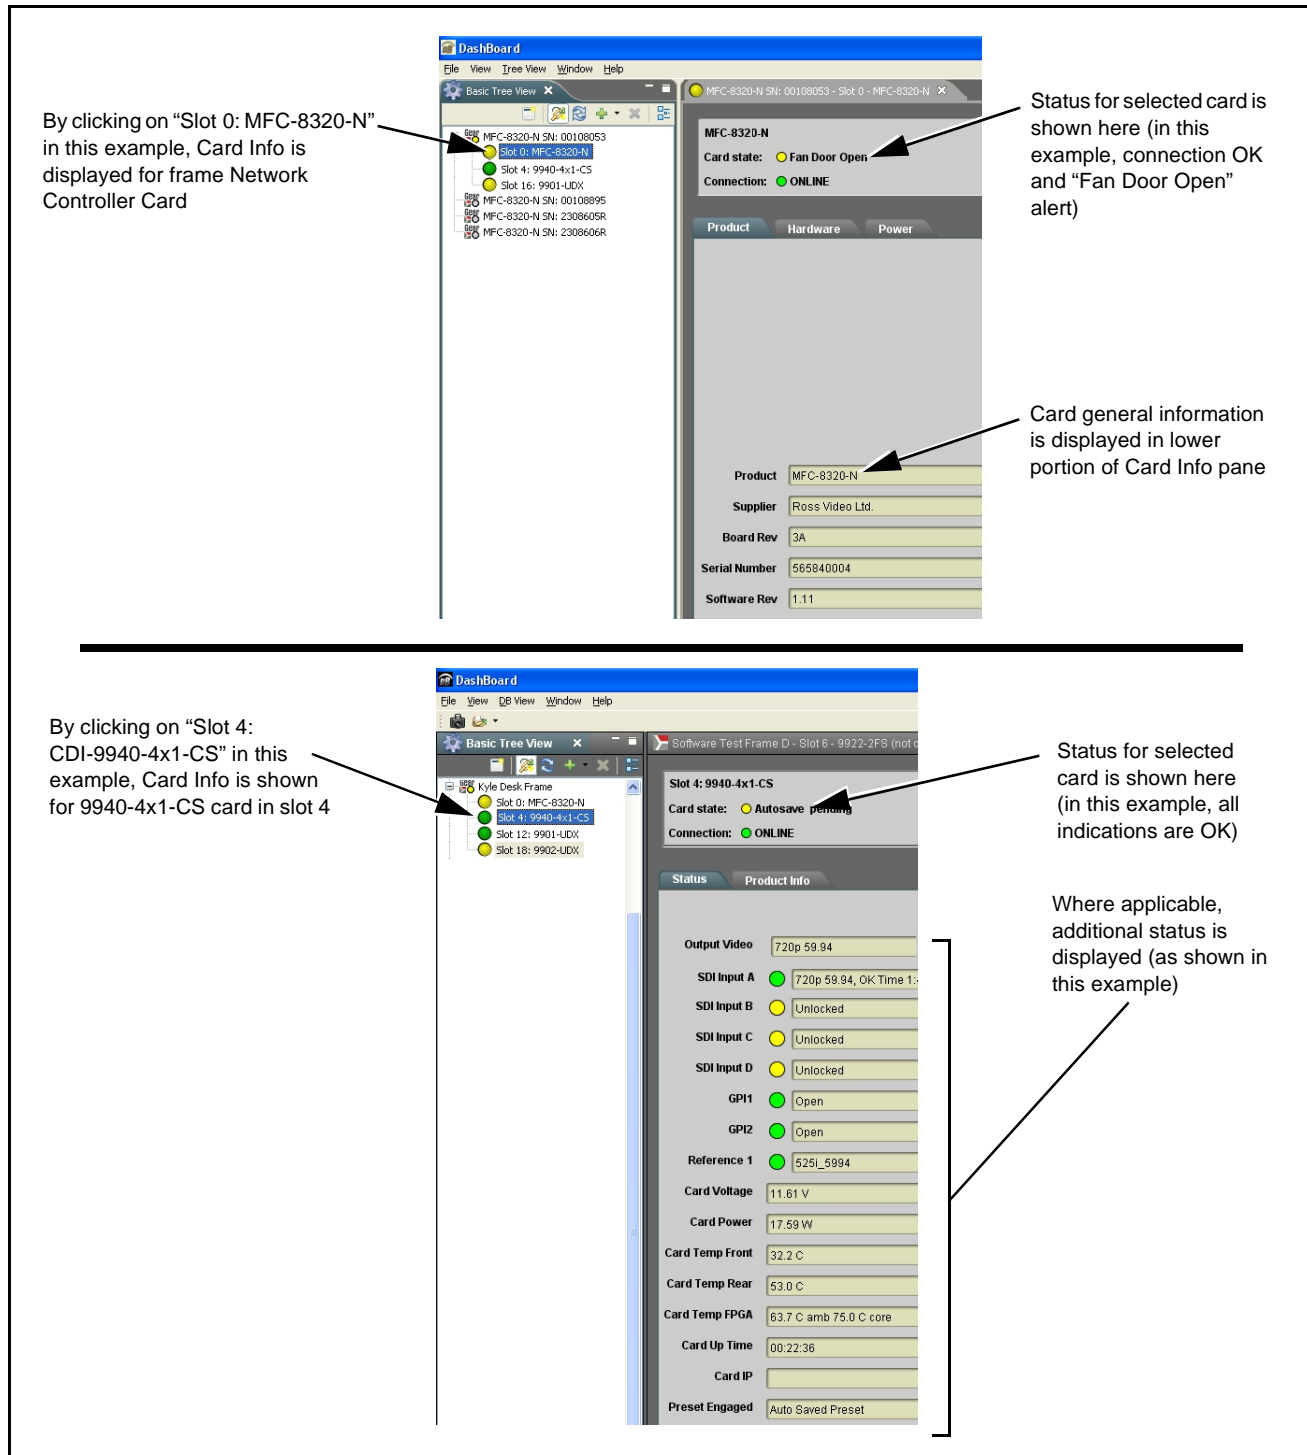 DashBoard
File View Tree View Window Help
Basic Tree View
MFC-8320-N SN: 00108053 - Slot 0 - MFC-8320-N
MFC-8320-N SN: 00108053
Slot 0: MFC-8320-N
Slot 4: 9940-4x1-CS
Slot 16: 9901-UDX
MFC-8320-N SN: 00108895
MFC-8320-N SN: 2308605R
MFC-8320-N SN: 2308606R
MFC-8320-N
Card state: Fan Door Open
Connection: ONLINE
Product Hardware Power
Product MFC-8320-N
Supplier Ross Video Ltd.
Board Rev 3A
Serial Number 565840004
Software Rev 1.11
By clicking on “Slot 0: MFC-8320-N”
in this example, Card Info is
displayed for frame Network
Controller Card
Status for selected card is
shown here (in this
example, connection OK
and “Fan Door Open”
alert)
Card general information
is displayed in lower
portion of Card Info pane
DashBoard
File View DB View Window Help
Basic Tree View
Software Test Frame D - Slot 6 - 9922-2FS (not c
Kyle Desk Frame
Slot 0: MFC-8320-N
Slot 4: 9940-4x1-CS
Slot 12: 9901-UDX
Slot 18: 9902-UDX
Slot 4: 9940-4x1-CS
Card state: Autosave pending
Connection: ONLINE
Status Product Info
Output Video 720p 59.94
SDI Input A 720p 59.94, OK Time 1:
SDI Input B Unlocked
SDI Input C Unlocked
SDI Input D Unlocked
GPI1 Open
GPI2 Open
Reference 1 525i_5994
Card Voltage 11.61 V
Card Power 17.59 W
Card Temp Front 32.2 C
Card Temp Rear 53.0 C
Card Temp FPGA 63.7 C amb 75.0 C core
Card Up Time 00:22:36
Card IP
Preset Engaged Auto Saved Preset
By clicking on “Slot 4:
CDI-9940-4x1-CS” in this
example, Card Info is shown
for 9940-4x1-CS card in slot 4
Status for selected
card is shown here
(in this example, all
indications are OK)
Where applicable,
additional status is
displayed (as shown in
this example)